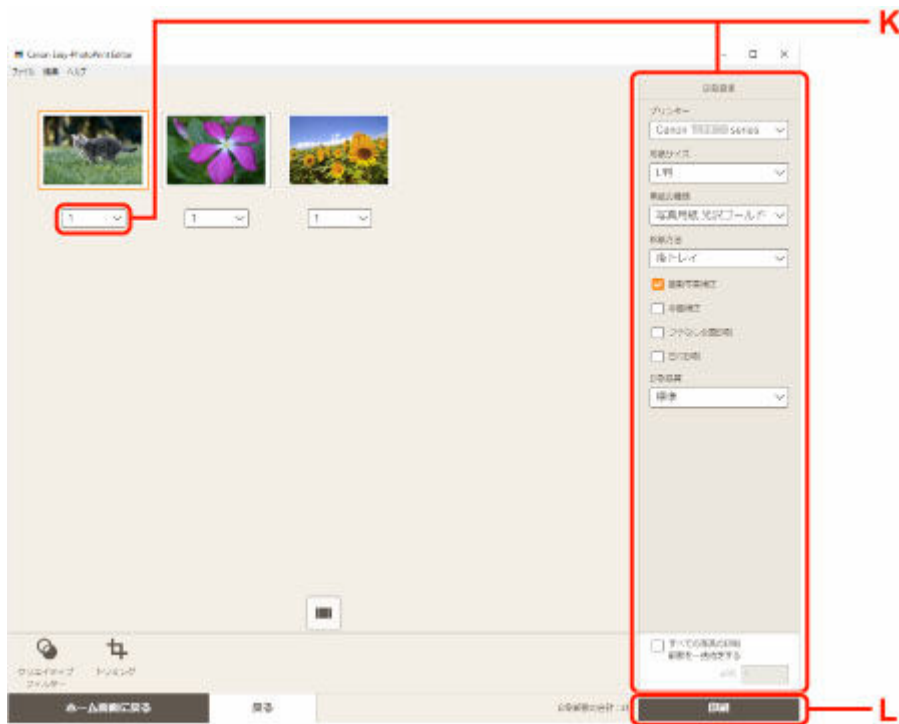 K
Canon Easy-PhotoPrint Editor
ファイル 編集 ヘルプ
印刷設定
プリンター
Canon series
用紙サイズ
L判
用紙の種類
写真用紙 光沢ゴールド
給紙方法
後トレイ
1
1
1
自動写真補正
赤目補正
フチなし全面印刷
日付印刷
印刷品質
標準
すべての写真の印刷
部数を一括指定する
クリエイティブ
フィルター
トリミング
ホーム画面に戻る
戻る
印刷
L